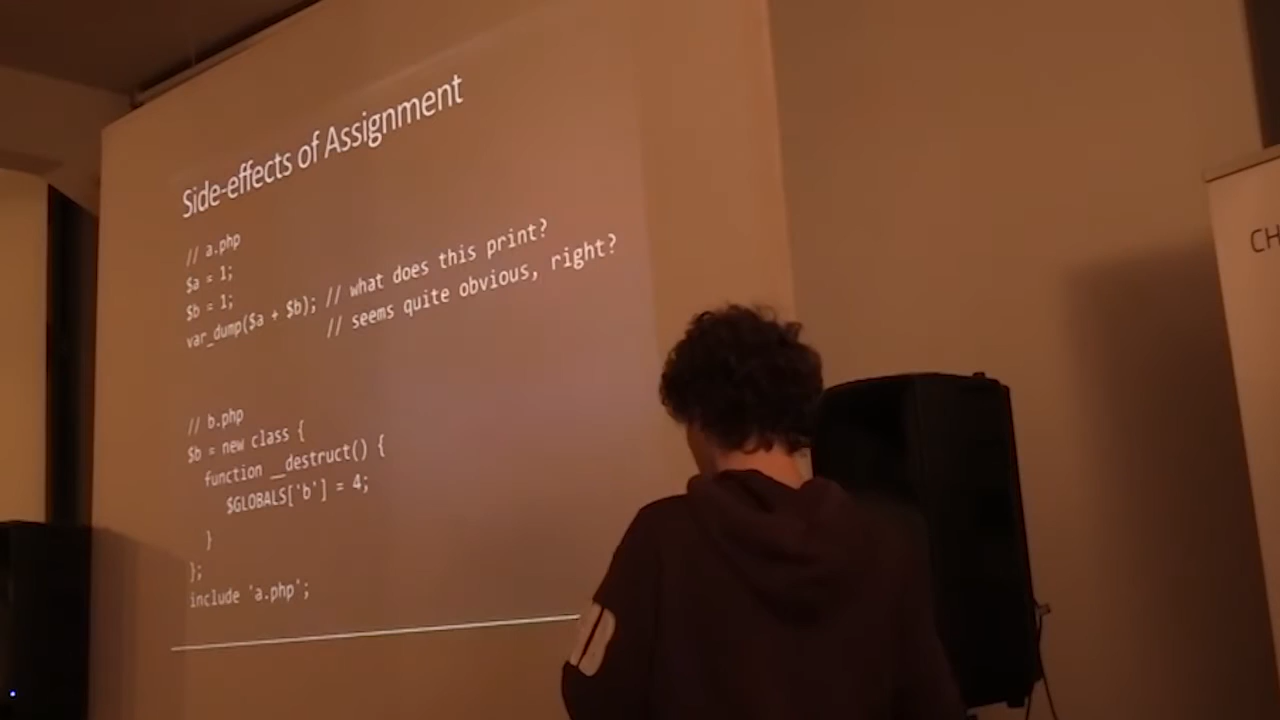 Side-effects of Assignment
// a.php
$a = 1;
$b = 1;
var_dump($a + $b); // what does this print?
// seems quite obvious, right?
// b.php
$b = new class {
function __destruct() {
$GLOBALS['b'] = 4;
}
};
include 'a.php';
CH